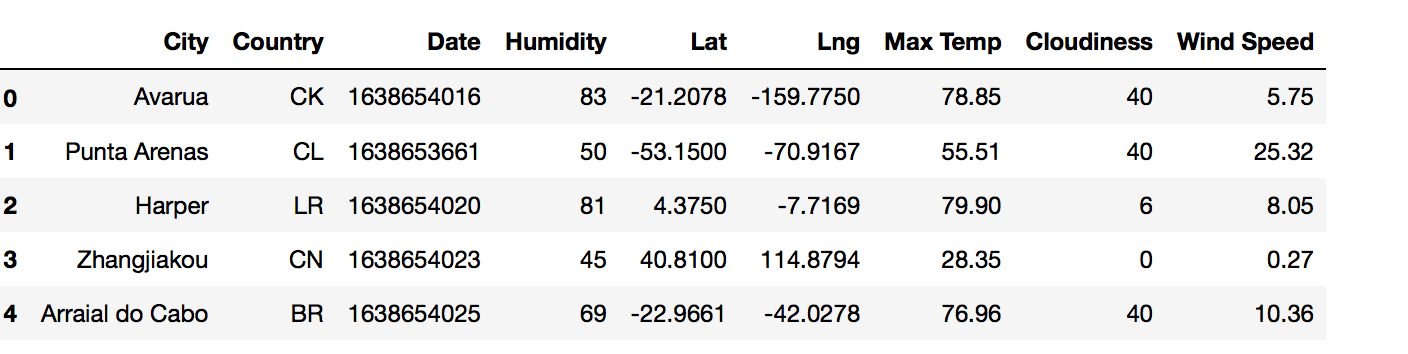 City Country Date Humidity Lat Lng Max Temp Cloudiness Wind Speed
0 Avarua CK 1638654016 83 -21.2078 -159.7750 78.85 40 5.75
1 Punta Arenas CL 1638653661 50 -53.1500 -70.9167 55.51 40 25.32
2 Harper LR 1638654020 81 4.3750 -7.7169 79.90 6 8.05
3 Zhangjiakou CN 1638654023 45 40.8100 114.8794 28.35 0 0.27
4 Arraial do Cabo BR 1638654025 69 -22.9661 -42.0278 76.96 40 10.36